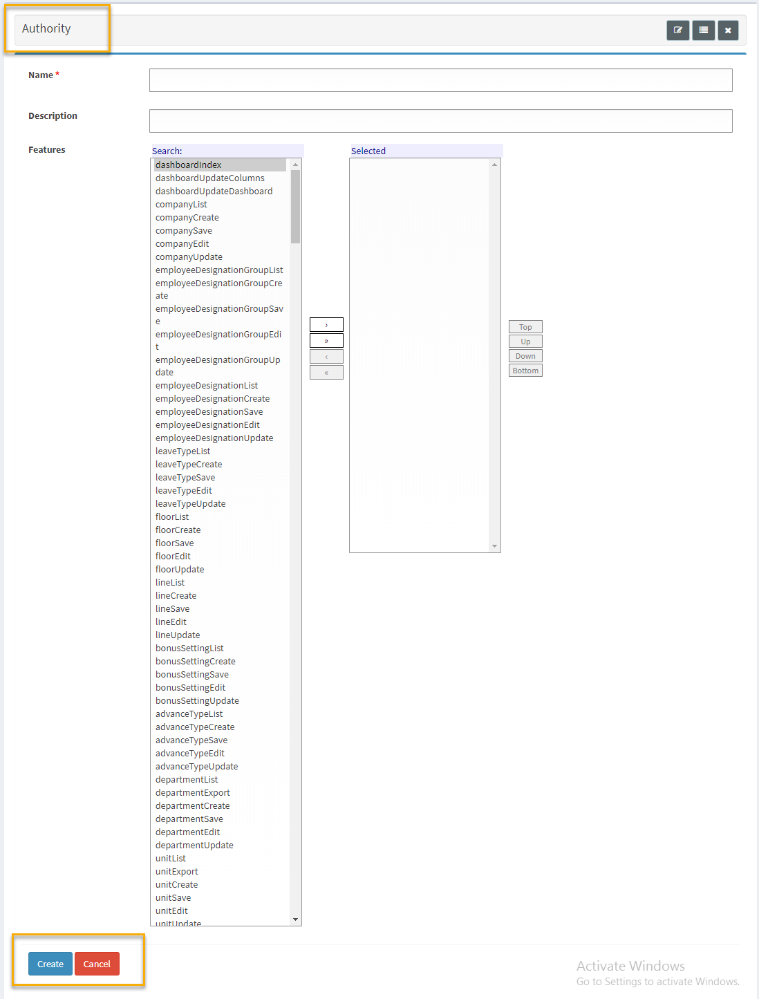 Authority
Name *
Description
Features
Search:
Selected
dashboardIndex
dashboardUpdateColumns
dashboardUpdateDashboard
companyList
companyCreate
companySave
companyEdit
companyUpdate
employeeDesignationGroupList
employeeDesignationGroupCre
ate
employeeDesignationGroupSav
e
employeeDesignationGroupEdi
t
employeeDesignationGroupUp
date
employeeDesignationList
employeeDesignationCreate
employeeDesignationSave
employeeDesignationEdit
employeeDesignationUpdate
leaveTypeList
leaveTypeCreate
leaveTypeSave
leaveTypeEdit
leaveTypeUpdate
floorList
floorCreate
floorSave
floorEdit
floorUpdate
lineList
lineCreate
lineSave
lineEdit
lineUpdate
bonusSettingList
bonusSettingCreate
bonusSettingSave
bonusSettingEdit
bonusSettingUpdate
advanceTypeList
advanceTypeCreate
advanceTypeSave
advanceTypeEdit
advanceTypeUpdate
departmentList
departmentExport
departmentCreate
departmentSave
departmentEdit
departmentUpdate
unitList
unitExport
unitCreate
unitSave
unitEdit
unitUpdate
›
»
‹
«
Top
Up
Down
Bottom
Create
Cancel
Activate Windows
Go to Settings to activate Windows.